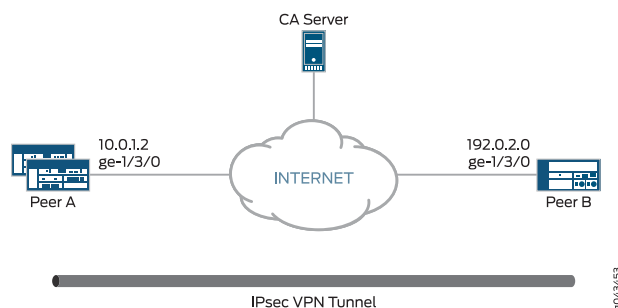 CA Server
10.0.1.2
ge-1/3/0
192.0.2.0
ge-1/3/0
INTERNET
Peer A
Peer B
IPsec VPN Tunnel
g043453